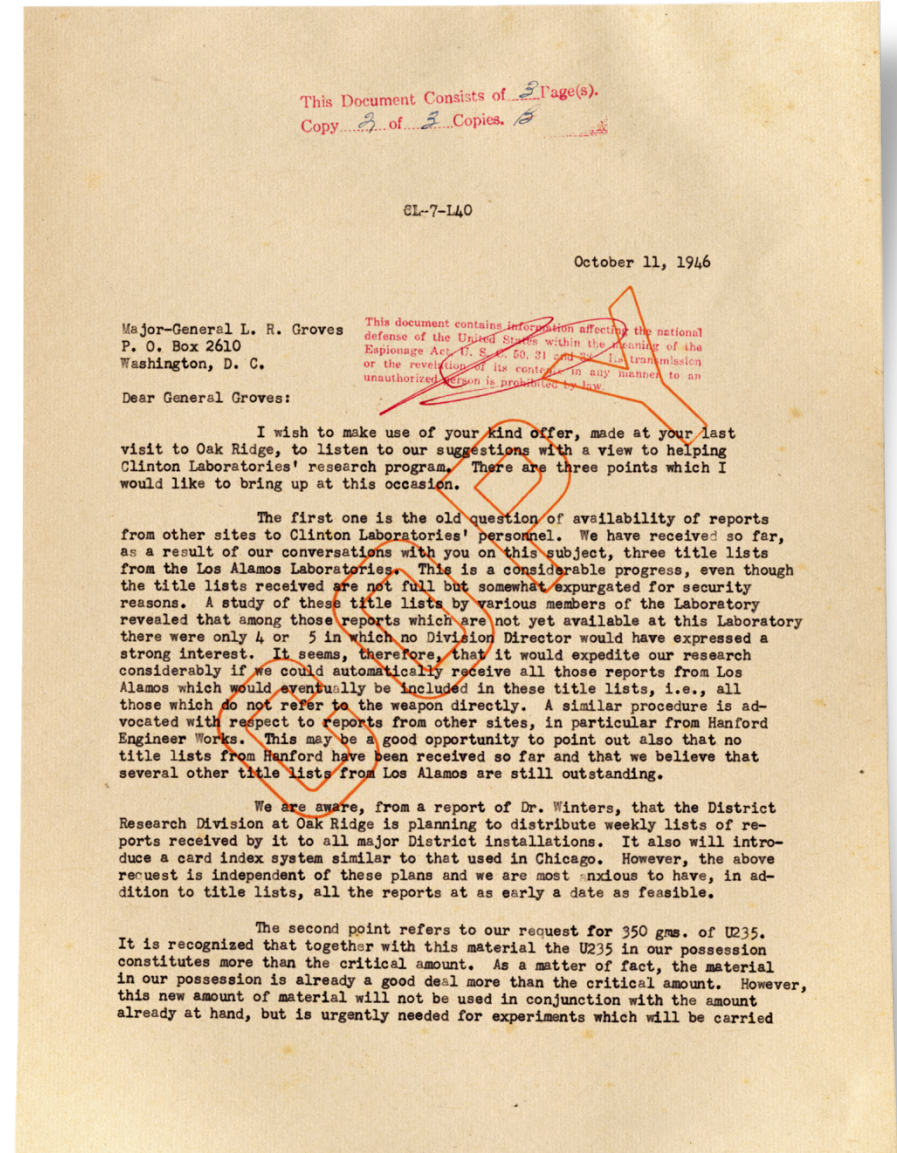 This Document Consists of 3 Page(s).
Copy 2 of 3 Copies. B
CL-7-L40
October 11, 1946
Major-General L. R. Groves
P. O. Box 2610
Washington, D. C.
This document contains information affecting the national
defense of the United States within the meaning of the
Espionage Act, U. S. C. 50, 31 and 32. Its transmission
or the revelation of its contents in any manner to an
unauthorized person is prohibited by law.
Dear General Groves:
I wish to make use of your kind offer, made at your last
visit to Oak Ridge, to listen to our suggestions with a view to helping
Clinton Laboratories' research program. There are three points which I
would like to bring up at this occasion.
The first one is the old question of availability of reports
from other sites to Clinton Laboratories' personnel. We have received so far,
as a result of our conversations with you on this subject, three title lists
from the Los Alamos Laboratories. This is a considerable progress, even though
the title lists received are not full but somewhat expurgated for security
reasons. A study of these title lists by various members of the Laboratory
revealed that among those reports which are not yet available at this Laboratory
there were only 4 or 5 in which no Division Director would have expressed a
strong interest. It seems, therefore, that it would expedite our research
considerably if we could automatically receive all those reports from Los
Alamos which would eventually be included in these title lists, i.e., all
those which do not refer to the weapon directly. A similar procedure is ad-
vocated with respect to reports from other sites, in particular from Hanford
Engineer Works. This may be a good opportunity to point out also that no
title lists from Hanford have been received so far and that we believe that
several other title lists from Los Alamos are still outstanding.
We are aware, from a report of Dr. Winters, that the District
Research Division at Oak Ridge is planning to distribute weekly lists of re-
ports received by it to all major District installations. It also will intro-
duce a card index system similar to that used in Chicago. However, the above
request is independent of these plans and we are most anxious to have, in ad-
dition to title lists, all the reports at as early a date as feasible.
The second point refers to our request for 350 gms. of U235.
It is recognized that together with this material the U235 in our possession
constitutes more than the critical amount. As a matter of fact, the material
in our possession is already a good deal more than the critical amount. However,
this new amount of material will not be used in conjunction with the amount
already at hand, but is urgently needed for experiments which will be carried
COPY